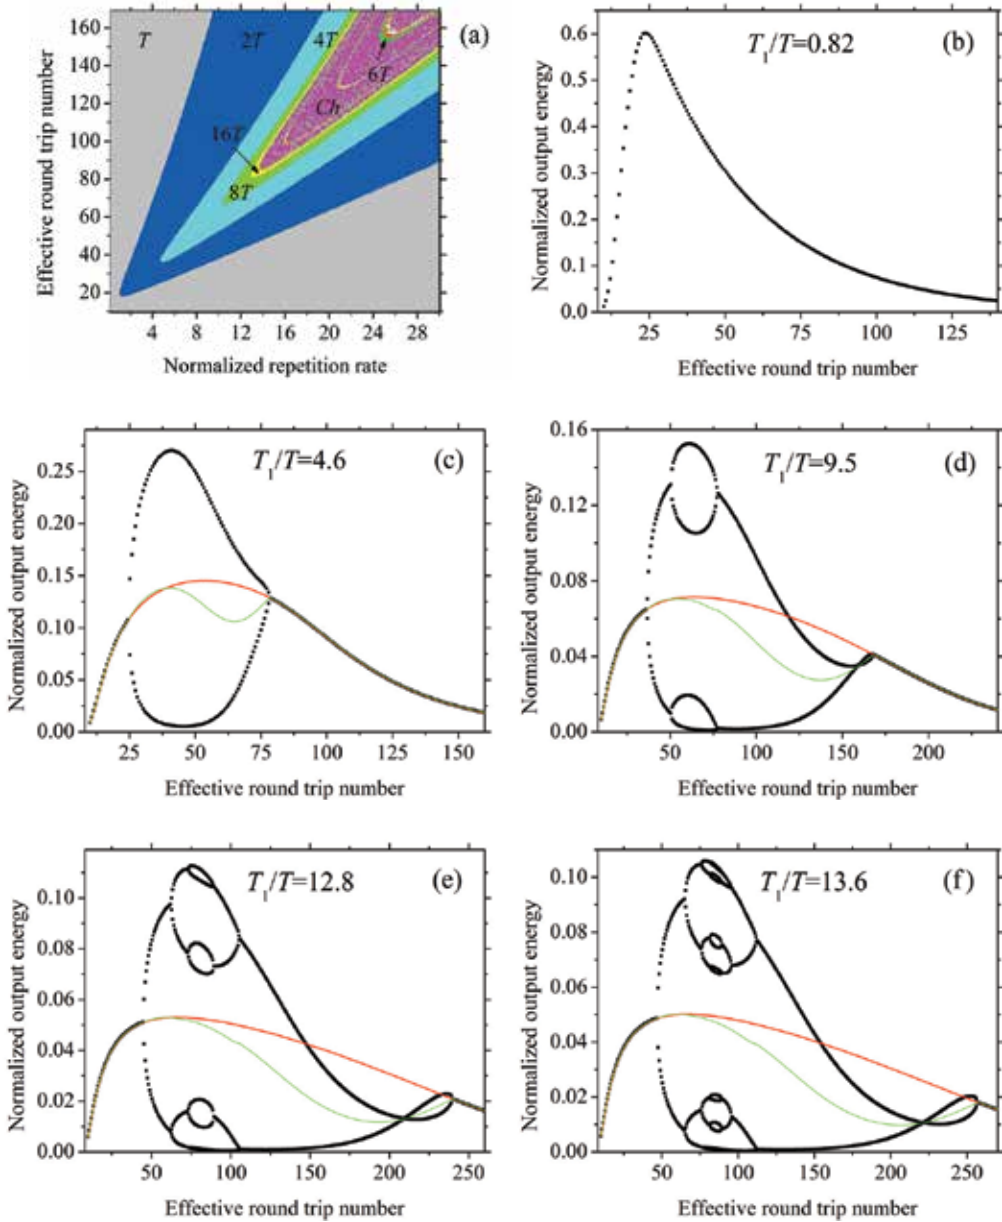 (a)
T
2T
4T
6T
Ch
16T
8T
160
140
120
100
80
60
40
20
4 8 12 16 20 24 28
Effective round trip number
Normalized repetition rate
(b)
T₁/T=0.82
0.6
0.5
0.4
0.3
0.2
0.1
0.0
25 50 75 100 125
Normalized output energy
Effective round trip number
(c)
T₁/T=4.6
0.25
0.20
0.15
0.10
0.05
0.00
25 50 75 100 125 150
Normalized output energy
Effective round trip number
(d)
T₁/T=9.5
0.16
0.12
0.08
0.04
0.00
50 100 150 200
Normalized output energy
Effective round trip number
(e)
T₁/T=12.8
0.10
0.08
0.06
0.04
0.02
0.00
50 100 150 200 250
Normalized output energy
Effective round trip number
(f)
T₁/T=13.6
0.10
0.08
0.06
0.04
0.02
0.00
50 100 150 200 250
Normalized output energy
Effective round trip number